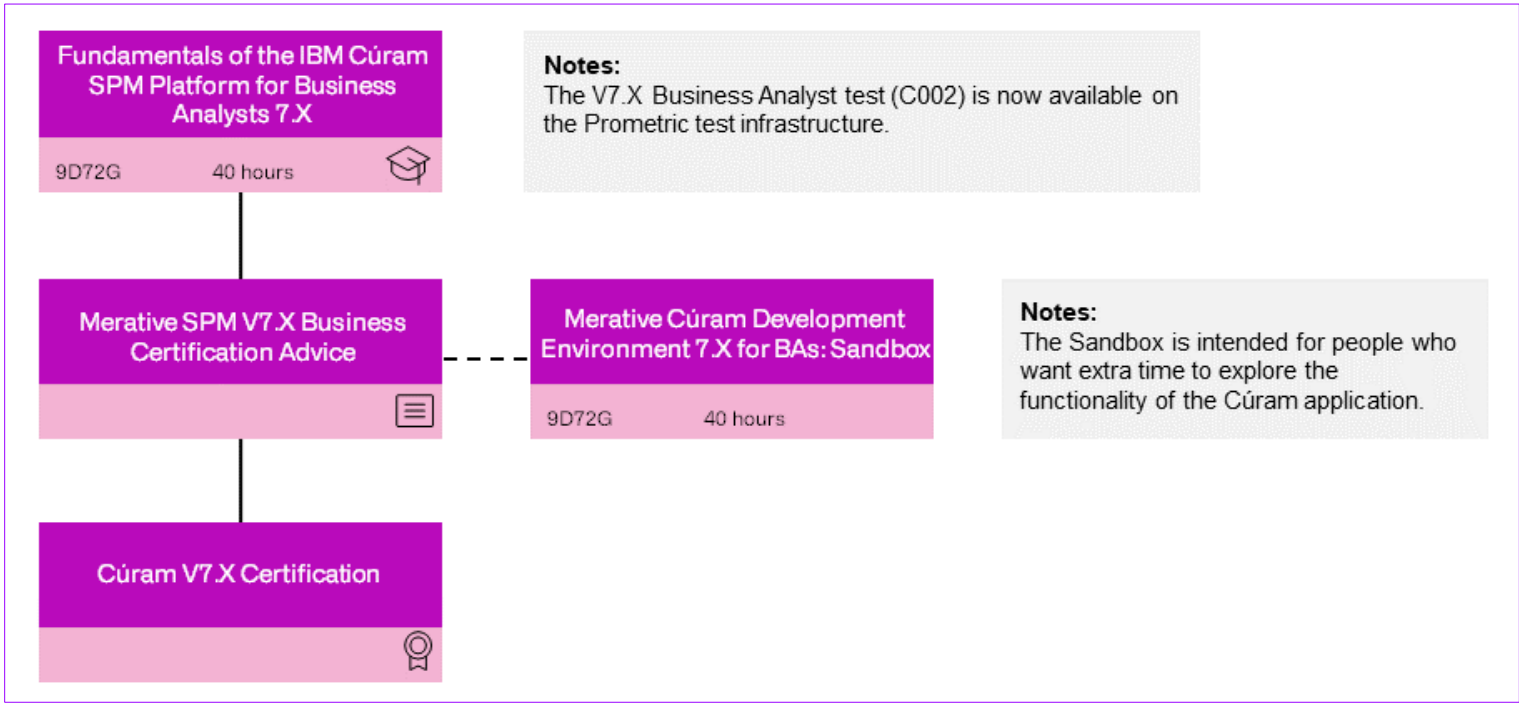 Fundamentals of the IBM Cúram
SPM Platform for Business
Analysts 7.X
9D72G 40 hours
Notes:
The V7.X Business Analyst test (C002) is now available on
the Prometric test infrastructure.
Merative SPM V7.X Business
Certification Advice
Merative Cúram Development
Environment 7.X for BAs: Sandbox
9D72G 40 hours
Notes:
The Sandbox is intended for people who
want extra time to explore the
functionality of the Cúram application.
Cúram V7.X Certification